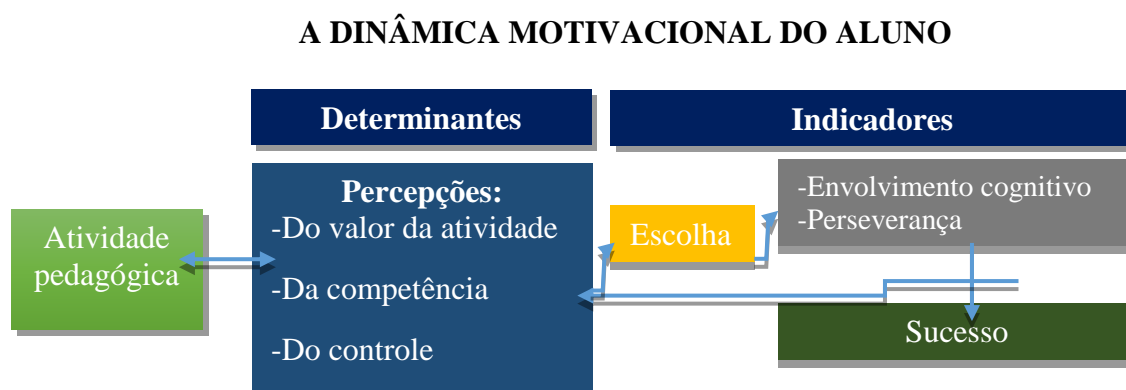 A DINÂMICA MOTIVACIONAL DO ALUNO
Determinantes
Indicadores
Atividade
pedagógica
Percepções:
-Do valor da atividade
-Da competência
-Do controle
Escolha
-Envolvimento cognitivo
-Perseverança
Sucesso